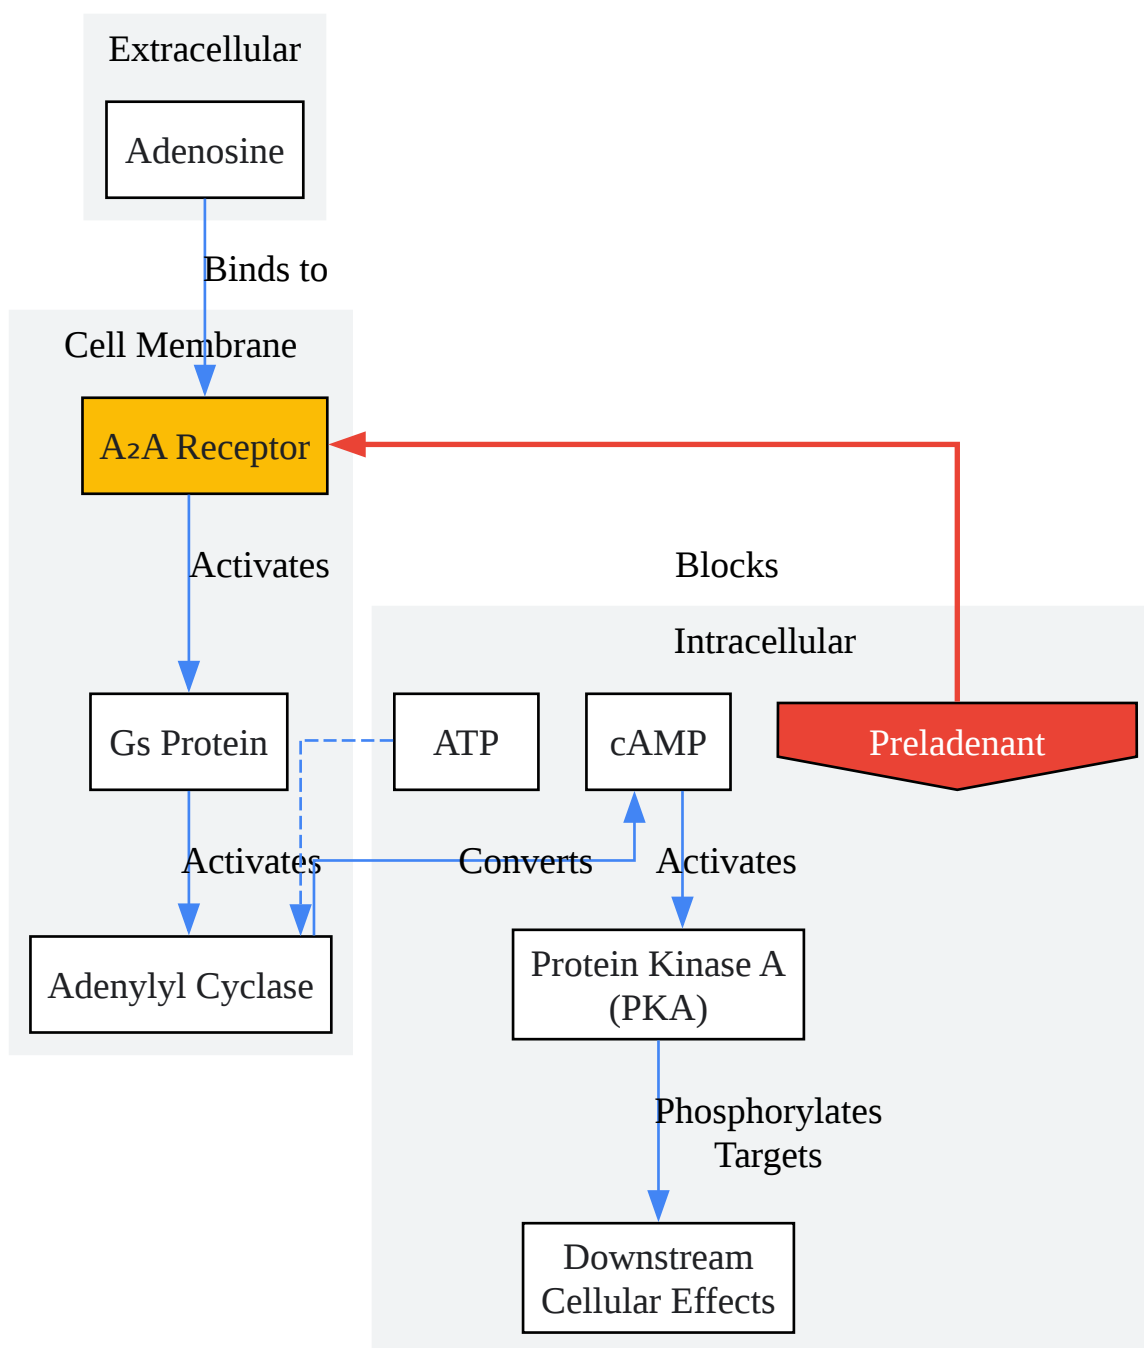 Extracellular
Adenosine
Binds to
Cell Membrane
A₂A Receptor
Activates
Blocks
Intracellular
Gs Protein
ATP
cAMP
Preladenant
Activates
Converts
Activates
Adenylyl Cyclase
Protein Kinase A
(PKA)
Phosphorylates
Targets
Downstream
Cellular Effects